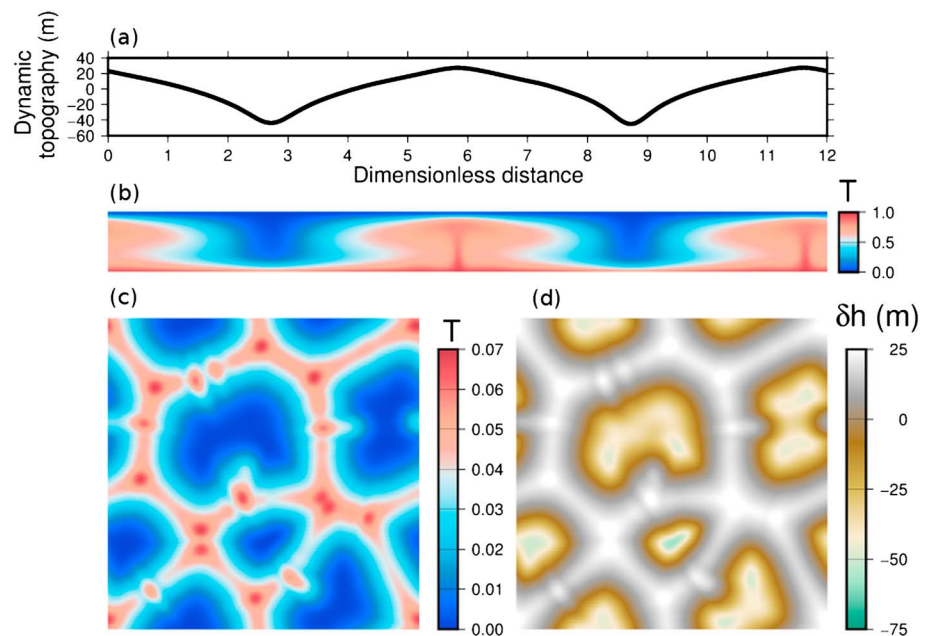 (a)
Dynamic
topography (m)
40
20
0
−20
−40
−60
0 1 2 3 4 5 6 7 8 9 10 11 12
Dimensionless distance
(b)
T
1.0
0.5
0.0
(c)
T
0.07
0.06
0.05
0.04
0.03
0.02
0.01
0.00
(d)
δh (m)
25
0
−25
−50
−75